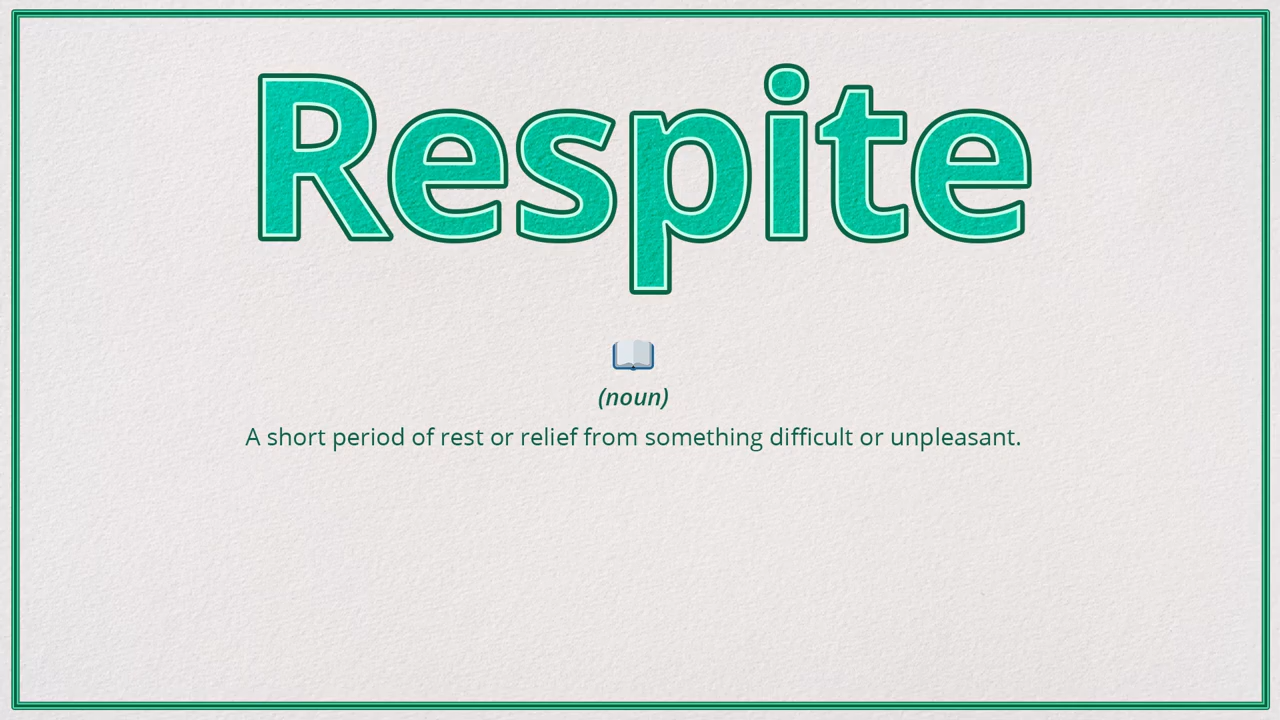 Respite
(noun)
A short period of rest or relief from something difficult or unpleasant.